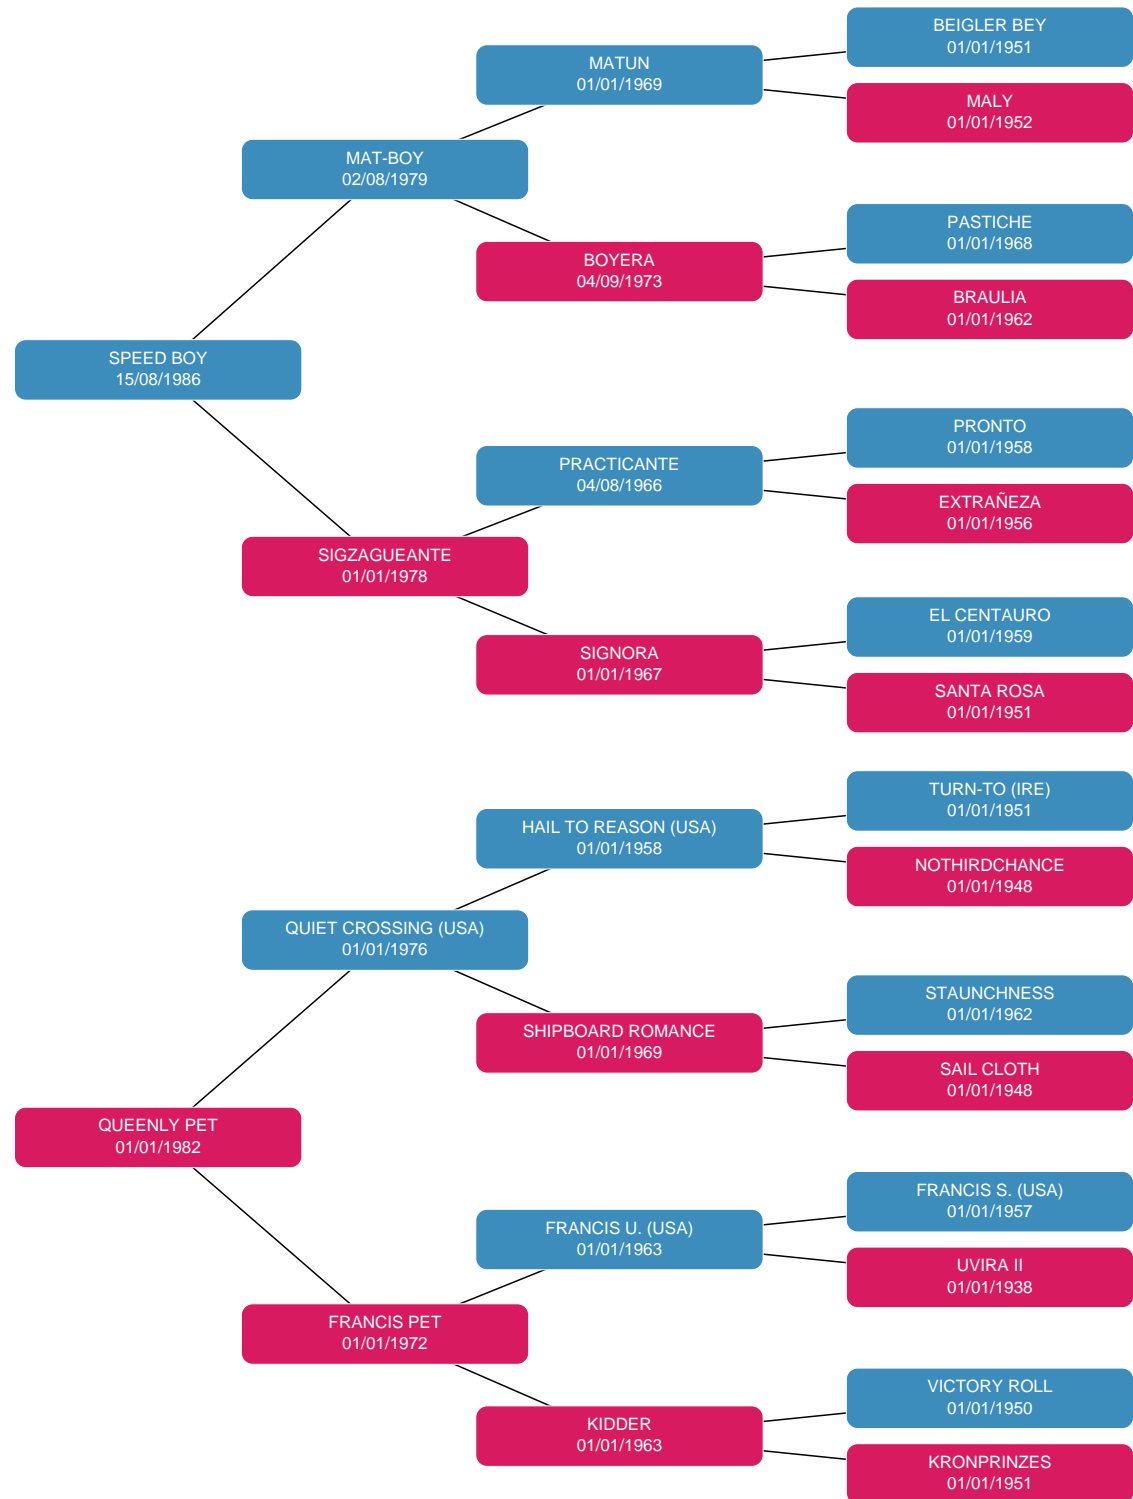 BEIGLER BEY
01/01/1951
MATUN
01/01/1969
MALY
01/01/1952
MAT-BOY
02/08/1979
PASTICHE
01/01/1968
BOYERA
04/09/1973
BRAULIA
01/01/1962
SPEED BOY
15/08/1986
PRONTO
01/01/1958
PRACTICANTE
04/08/1966
EXTRAÑEZA
01/01/1956
SIGZAGUEANTE
01/01/1978
EL CENTAURO
01/01/1959
SIGNORA
01/01/1967
SANTA ROSA
01/01/1951
TURN-TO (IRE)
01/01/1951
HAIL TO REASON (USA)
01/01/1958
NOTHIRDCHANCE
01/01/1948
QUIET CROSSING (USA)
01/01/1976
STAUNCHNESS
01/01/1962
SHIPBOARD ROMANCE
01/01/1969
SAIL CLOTH
01/01/1948
QUEENLY PET
01/01/1982
FRANCIS S. (USA)
01/01/1957
FRANCIS U. (USA)
01/01/1963
UVIRA II
01/01/1938
FRANCIS PET
01/01/1972
VICTORY ROLL
01/01/1950
KIDDER
01/01/1963
KRONPRINZES
01/01/1951